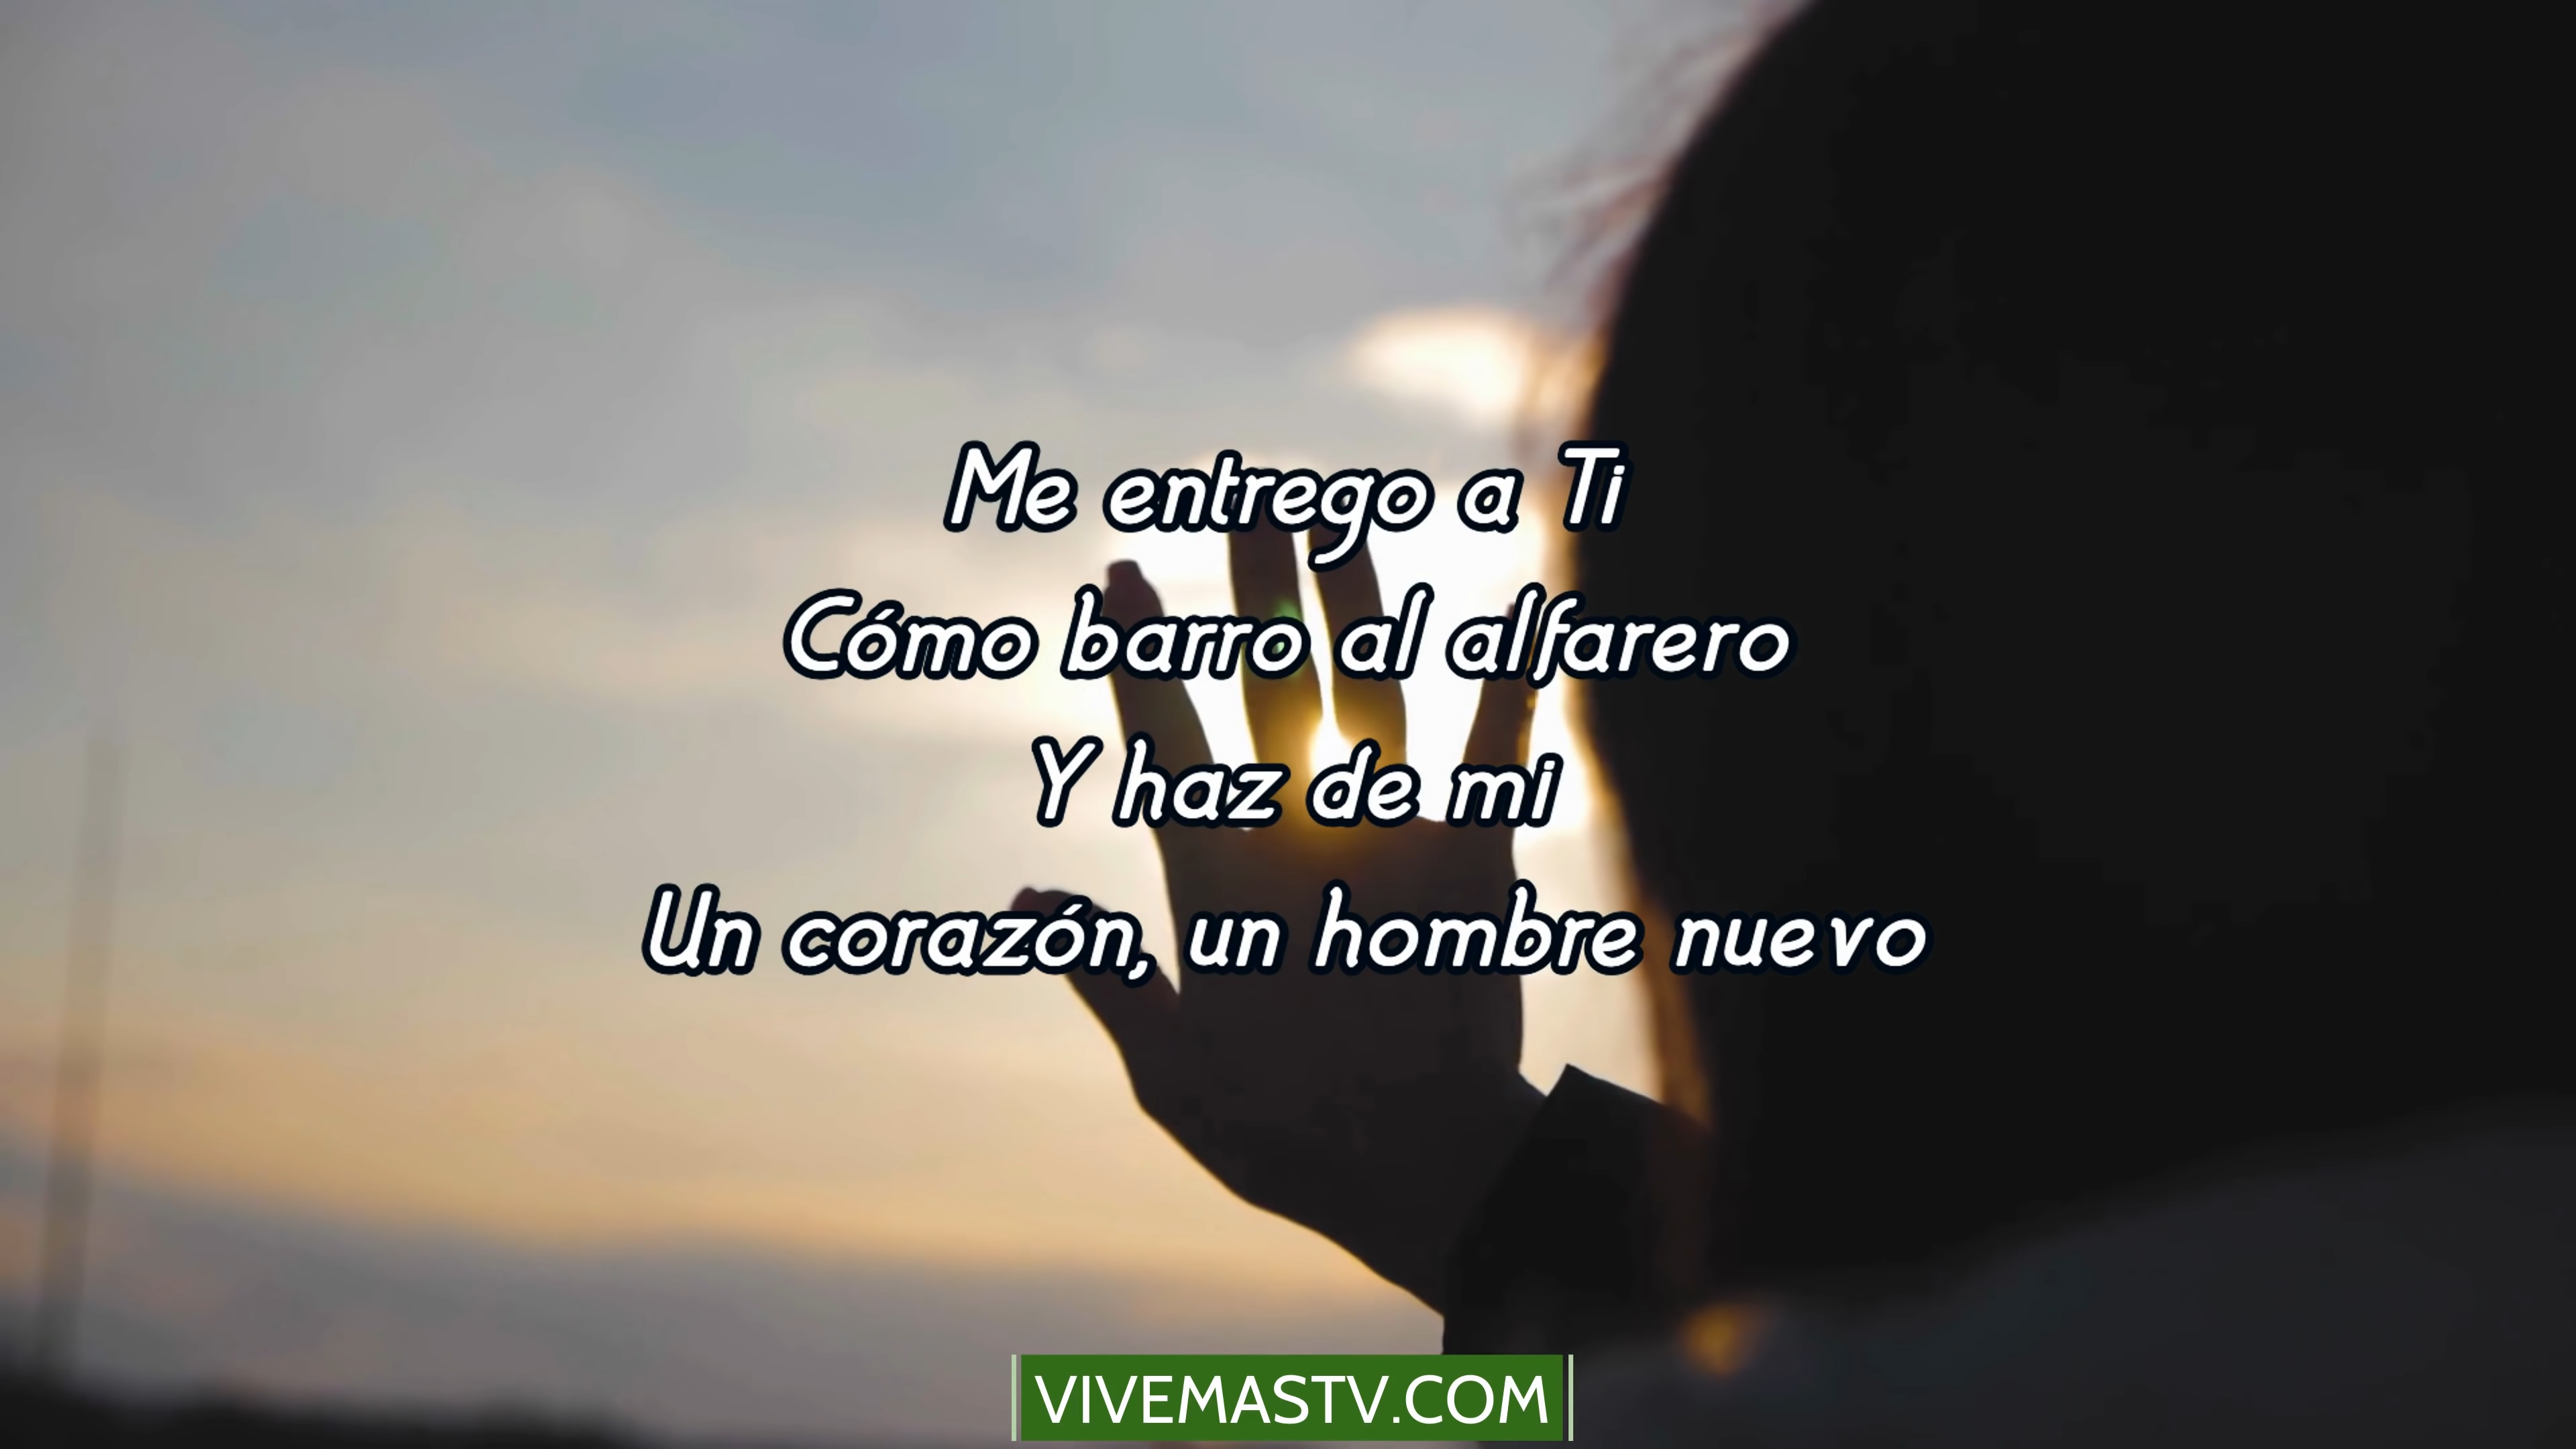 Me entrego a Ti
Cómo barro al alfarero
Y haz de mi
Un corazón, un hombre nuevo
VIVEMASTV.COM